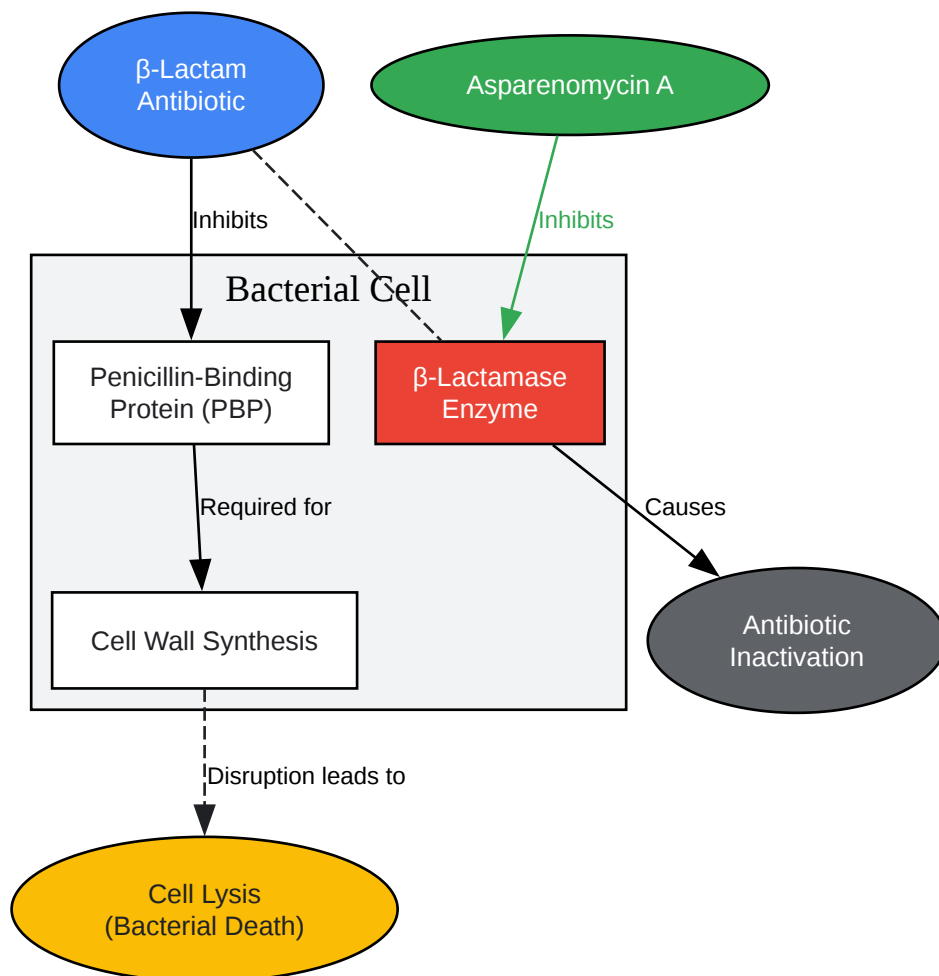 β-Lactam
Antibiotic
Asparenomycin A
Inhibits
Inhibits
Bacterial Cell
Penicillin-Binding
Protein (PBP)
β-Lactamase
Enzyme
Required for
Causes
Cell Wall Synthesis
Antibiotic
Inactivation
Disruption leads to
Cell Lysis
(Bacterial Death)